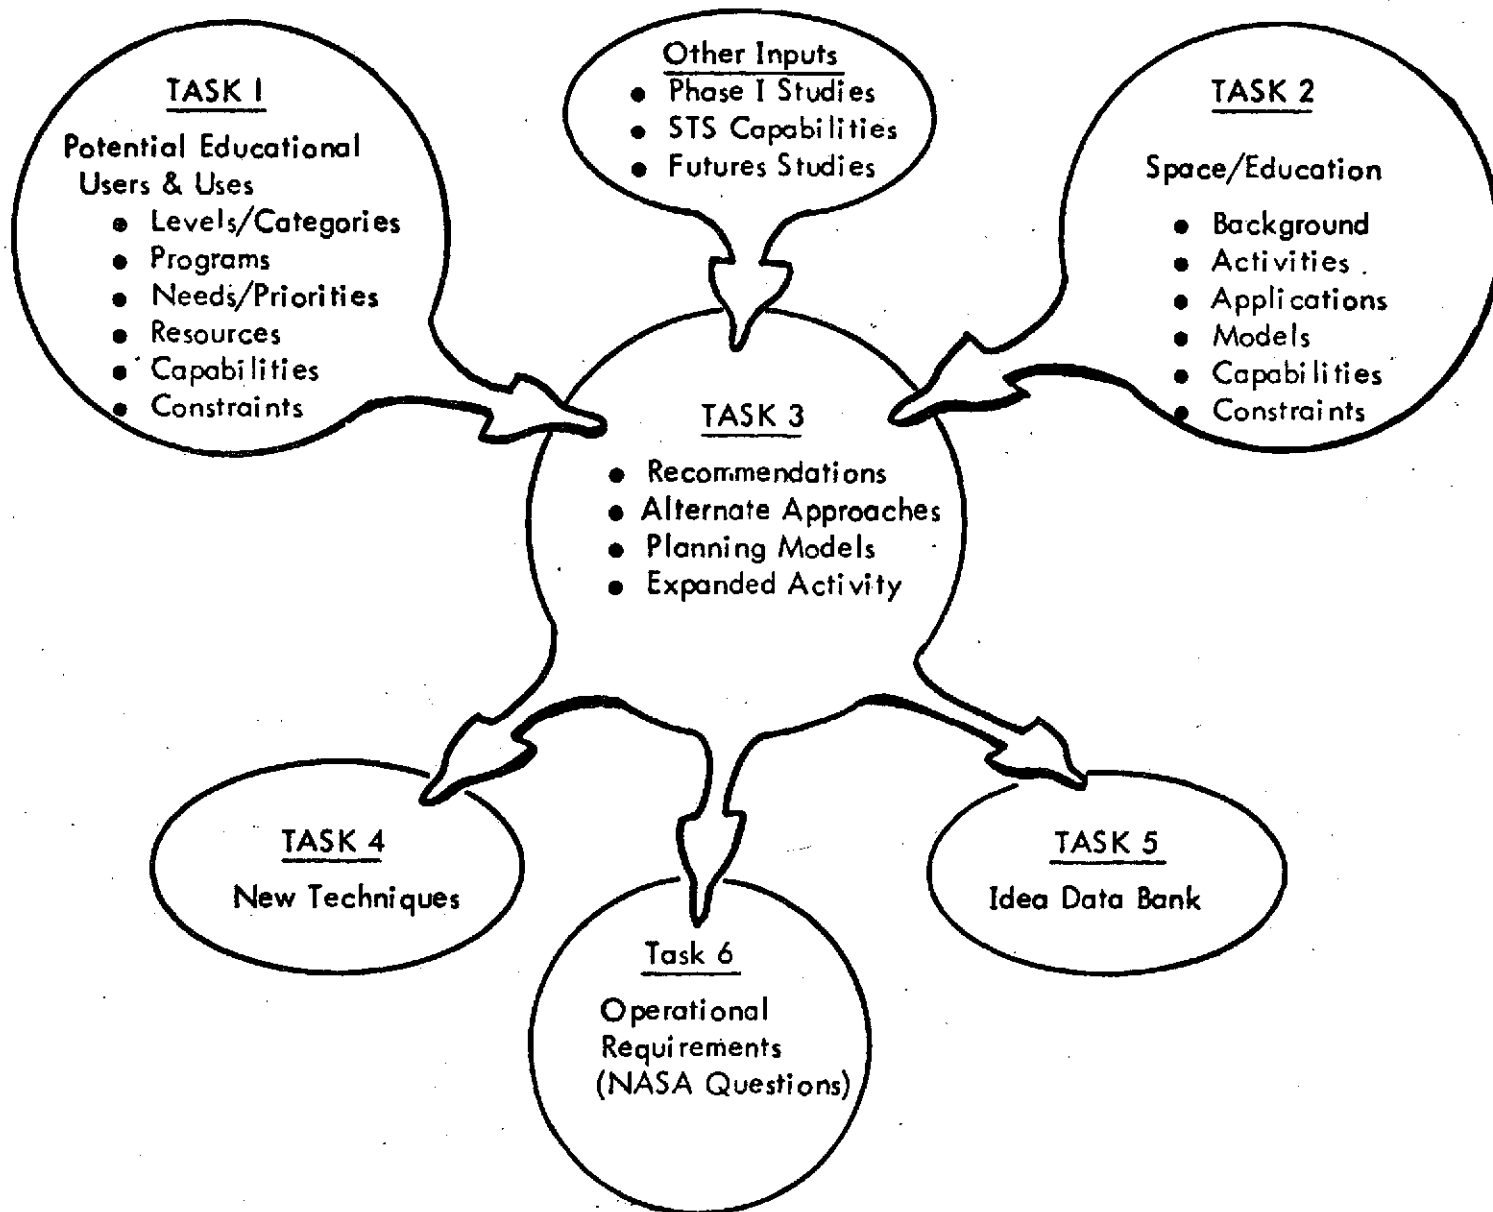 TASK 1
Potential Educational
Users & Uses
• Levels/Categories
• Programs
• Needs/Priorities
• Resources
• Capabilities
• Constraints
Other Inputs
• Phase I Studies
• STS Capabilities
• Futures Studies
TASK 2
Space/Education
• Background
• Activities
• Applications
• Models
• Capabilities
• Constraints
TASK 3
• Recommendations
• Alternate Approaches
• Planning Models
• Expanded Activity
TASK 4
New Techniques
Task 6
Operational
Requirements
(NASA Questions)
TASK 5
Idea Data Bank